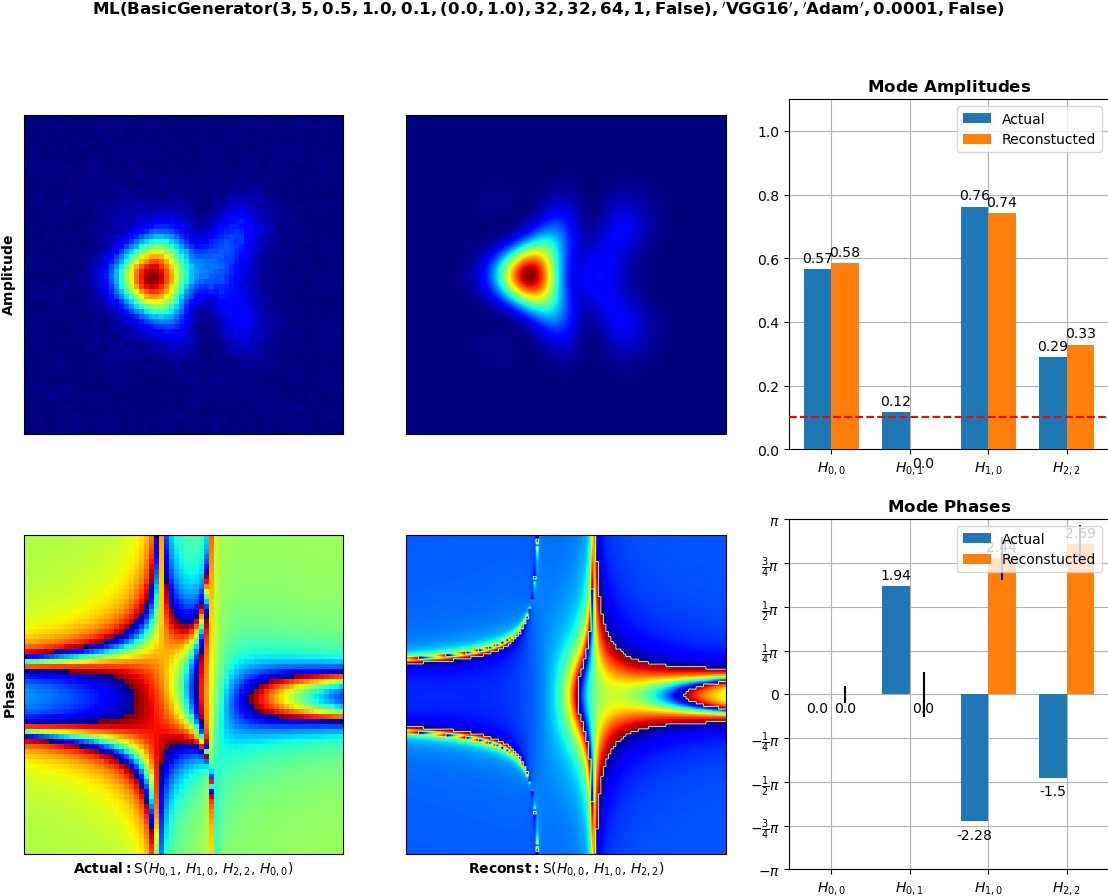 ML(BasicGenerator(3, 5, 0.5, 1.0, 0.1, (0.0, 1.0), 32, 32, 64, 1, False), ′VGG16′, ′Adam′, 0.0001, False)
Mode Amplitudes
Amplitude
1.0
0.8
0.6
0.4
0.2
0.0
Actual
Reconstucted
0.57
0.58
0.12
0.0
0.76
0.74
0.29
0.33
H0, 0
H0, 1
H1, 0
H2, 2
Mode Phases
Phase
π
3/4π
1/2π
1/4π
0
−1/4π
−1/2π
−3/4π
−π
Actual
Reconstucted
0.0
0.0
1.94
0.0
-2.28
2.44
-1.5
2.69
H0, 0
H0, 1
H1, 0
H2, 2
Actual: S(H0, 1, H1, 0, H2, 2, H0, 0)
Reconst: S(H0, 0, H1, 0, H2, 2)